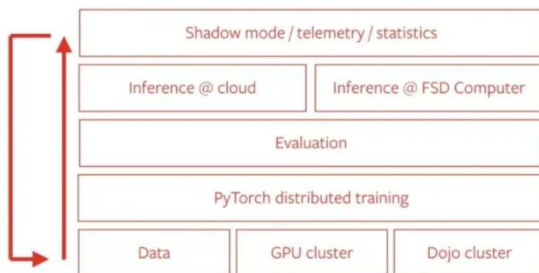 Shadow mode / telemetry / statistics
Inference @ cloud
Inference @ FSD Computer
Evaluation
PyTorch distributed training
Data
GPU cluster
Dojo cluster